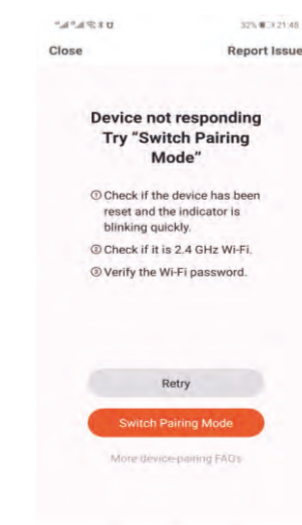 32% 21:48
Close Report Issue
Device not responding
Try “Switch Pairing
Mode”
① Check if the device has been
reset and the indicator is
blinking quickly.
② Check if it is 2.4 GHz Wi-Fi.
③ Verify the Wi-Fi password.
Retry
Switch Pairing Mode
More device-pairing FAQs